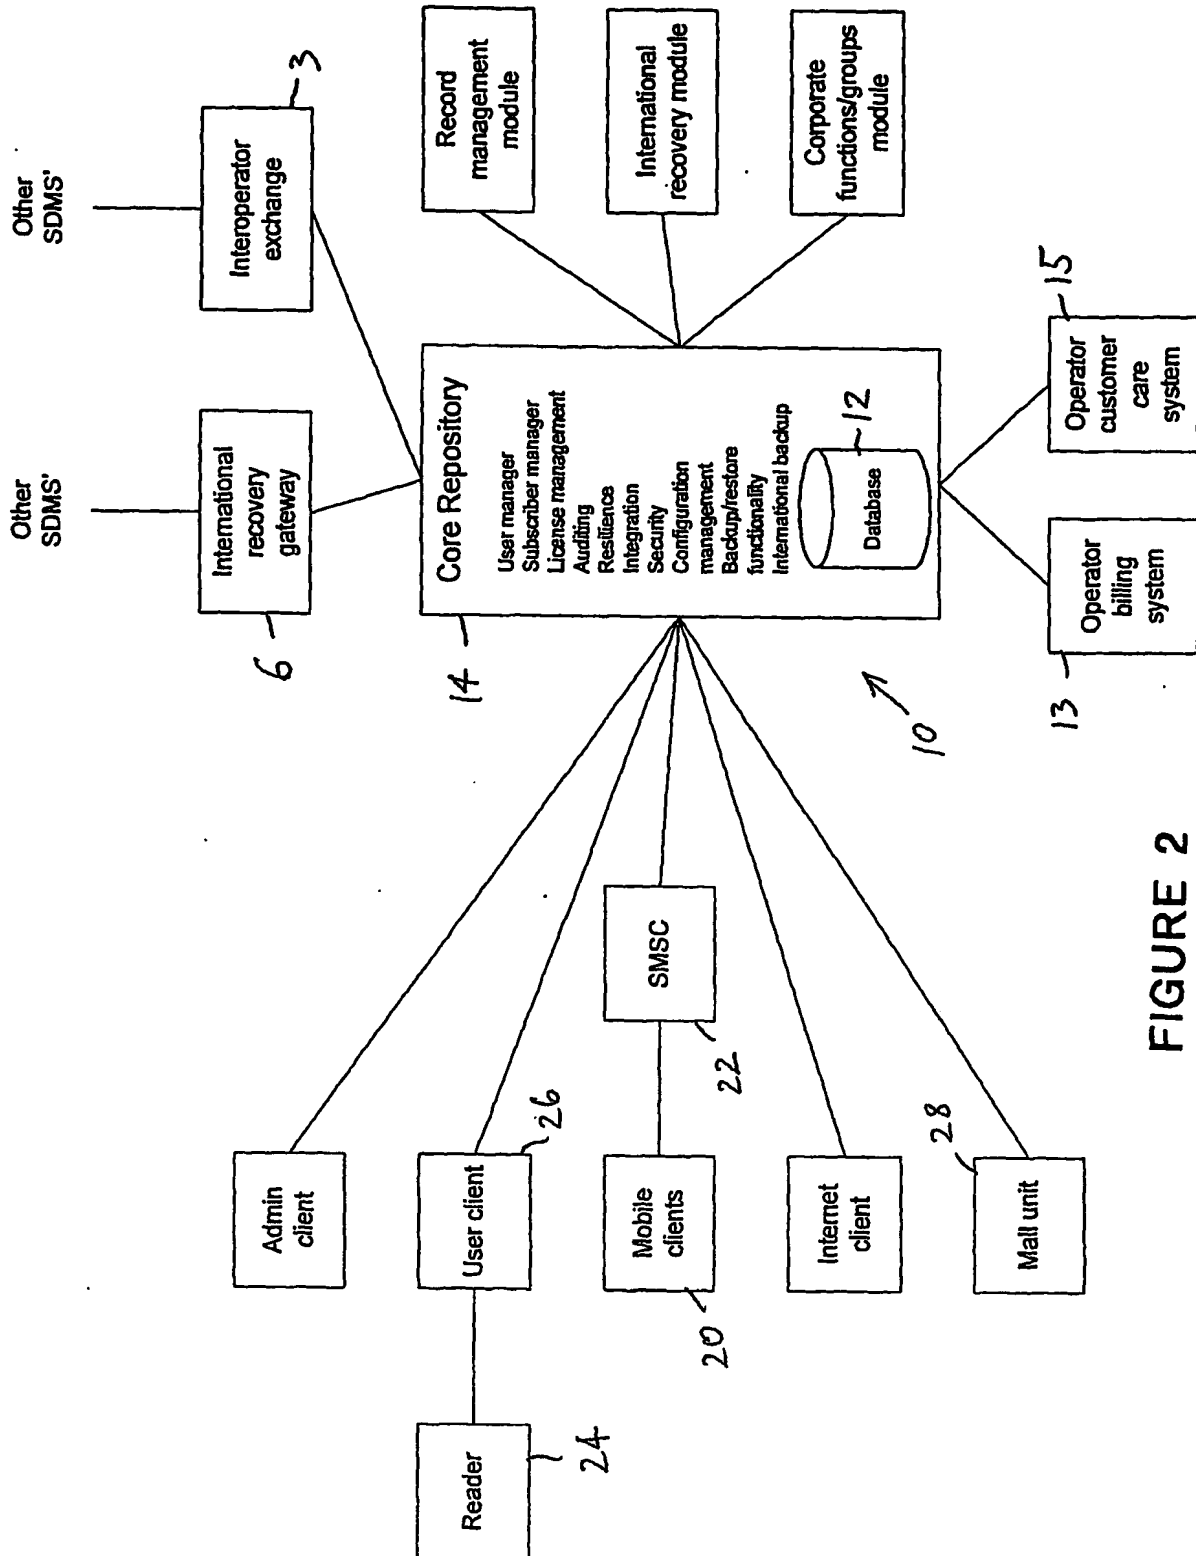 Other
SDMS'
Other
SDMS'
International
recovery
gateway
6
Interoperator
exchange
3
Core Repository
14
User manager
Subscriber manager
License management
Auditing
Resilience
Integration
Security
Configuration
management
Backup/restore
functionality
International backup
Database
12
10
Record
management
module
International
recovery module
Corporate
functions/groups
module
Admin
client
Reader
24
User client
26
Mobile
clients
20
SMSC
22
Internet
client
Mall unit
28
Operator
billing
system
13
Operator
customer
care
system
15
FIGURE 2